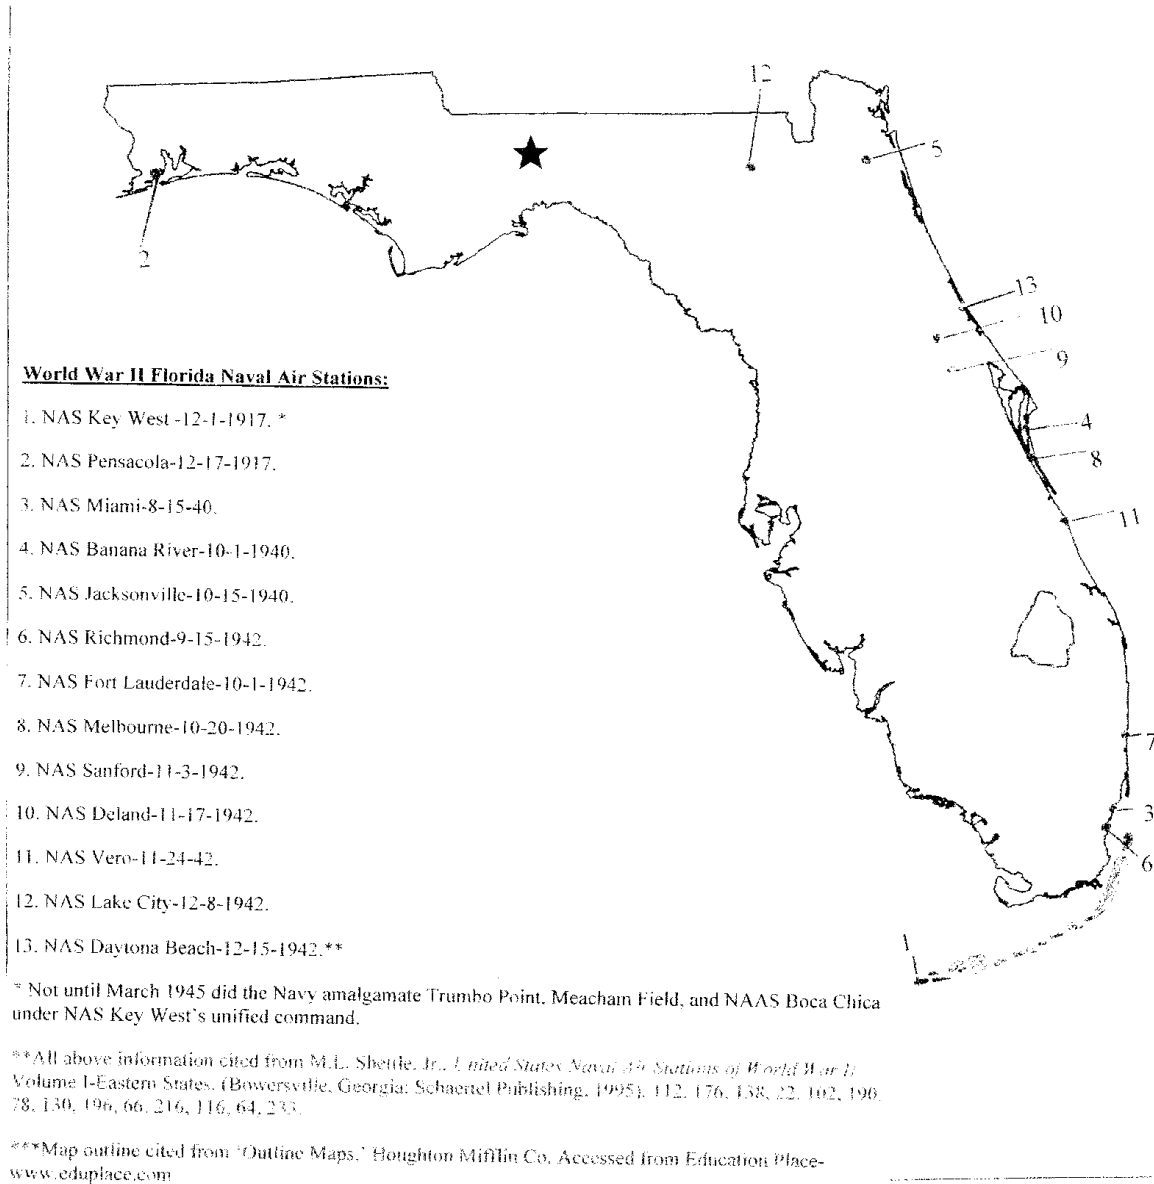 12
5
2
13
10
9
4
8
11
7
3
6
World War II Florida Naval Air Stations:
1. NAS Key West -12-1-1917. *
2. NAS Pensacola-12-17-1917.
3. NAS Miami-8-15-40.
4. NAS Banana River-10-1-1940.
5. NAS Jacksonville-10-15-1940.
6. NAS Richmond-9-15-1942.
7. NAS Fort Lauderdale-10-1-1942.
8. NAS Melbourne-10-20-1942.
9. NAS Sanford-11-3-1942.
10. NAS Deland-11-17-1942.
11. NAS Vero-11-24-42.
12. NAS Lake City-12-8-1942.
13. NAS Daytona Beach-12-15-1942.**
* Not until March 1945 did the Navy amalgamate Trumbo Point, Meacham Field, and NAAS Boca Chica
under NAS Key West's unified command.
**All above information cited from M.L. Shettle, Jr., United States Naval Air Stations of World War II:
Volume I-Eastern States, (Bowersville, Georgia: Schaertel Publishing, 1995), 112, 176, 138, 22, 102, 190,
78, 130, 196, 66, 216, 116, 64, 233.
***Map outline cited from 'Outline Maps,' Houghton Mifflin Co. Accessed from Education Place-
www.eduplace.com